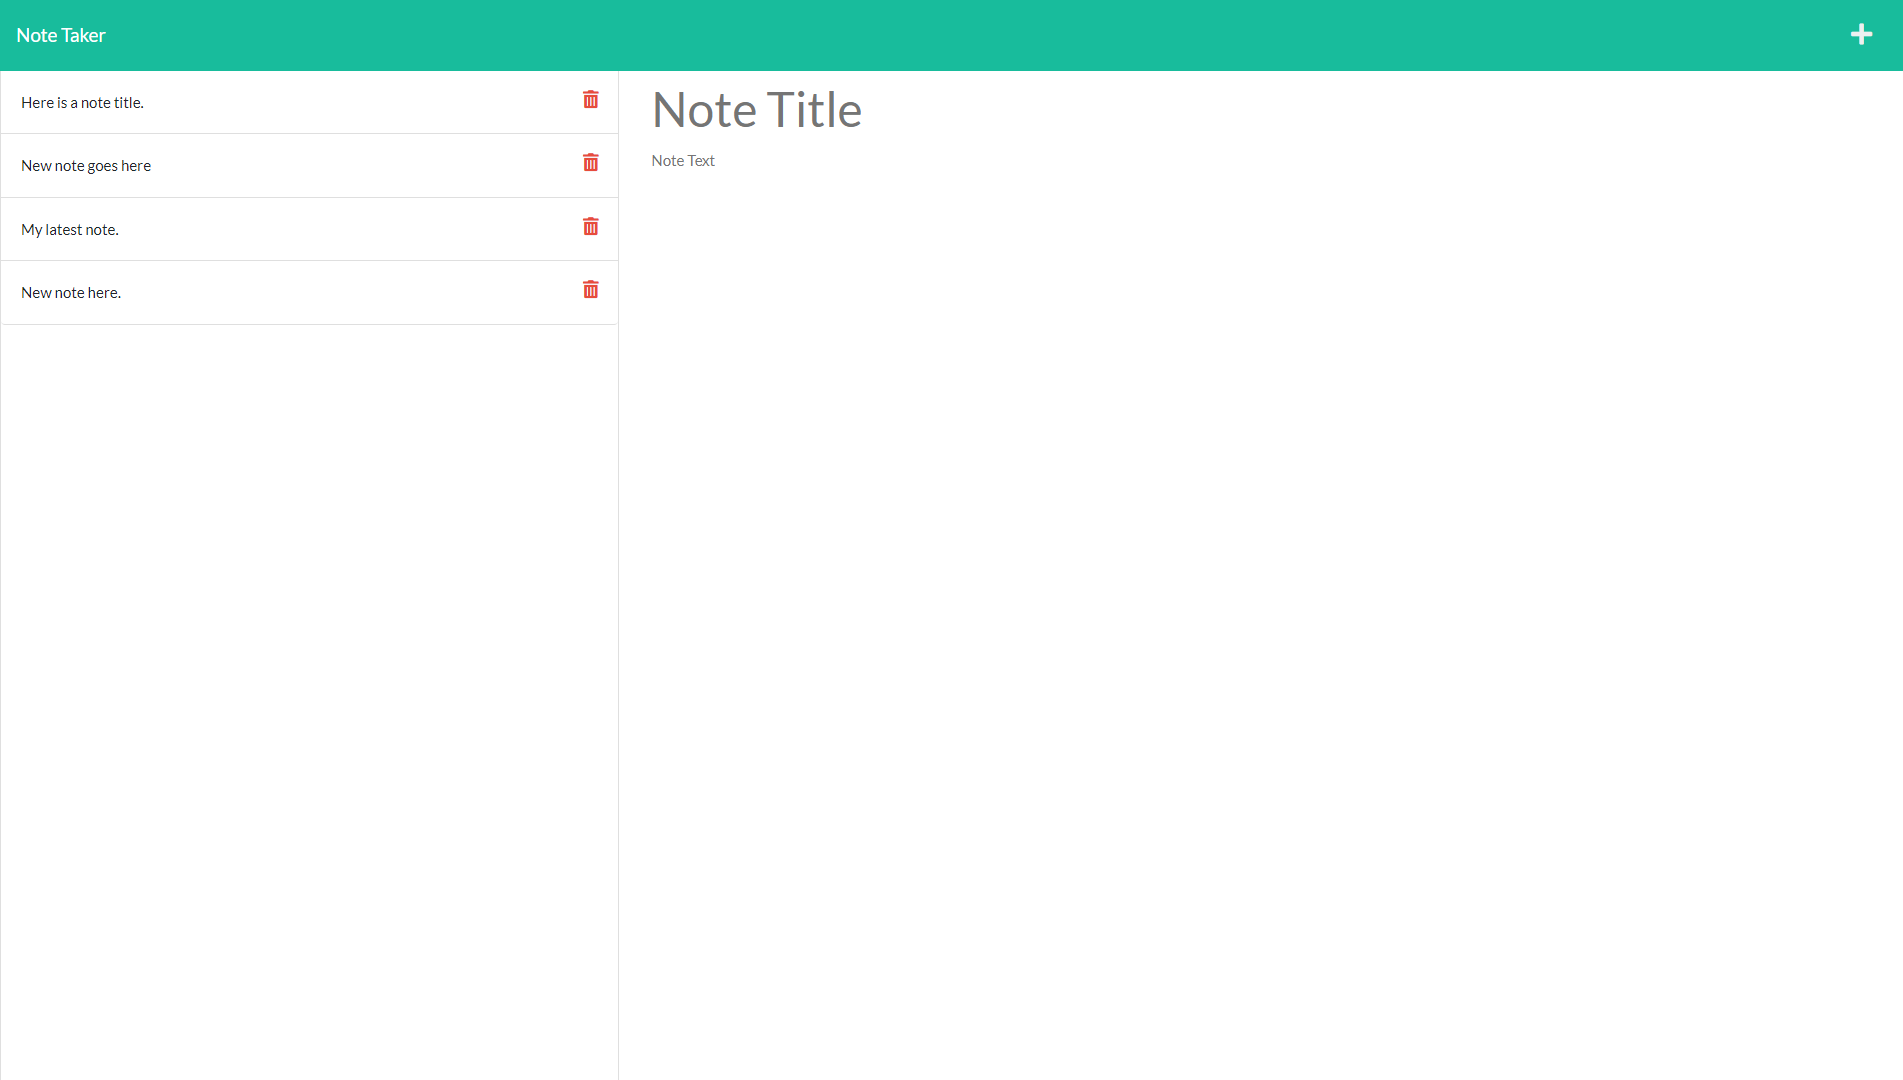 Note Taker
Here is a note title.
New note goes here
My latest note.
New note here.
Note Title
Note Text